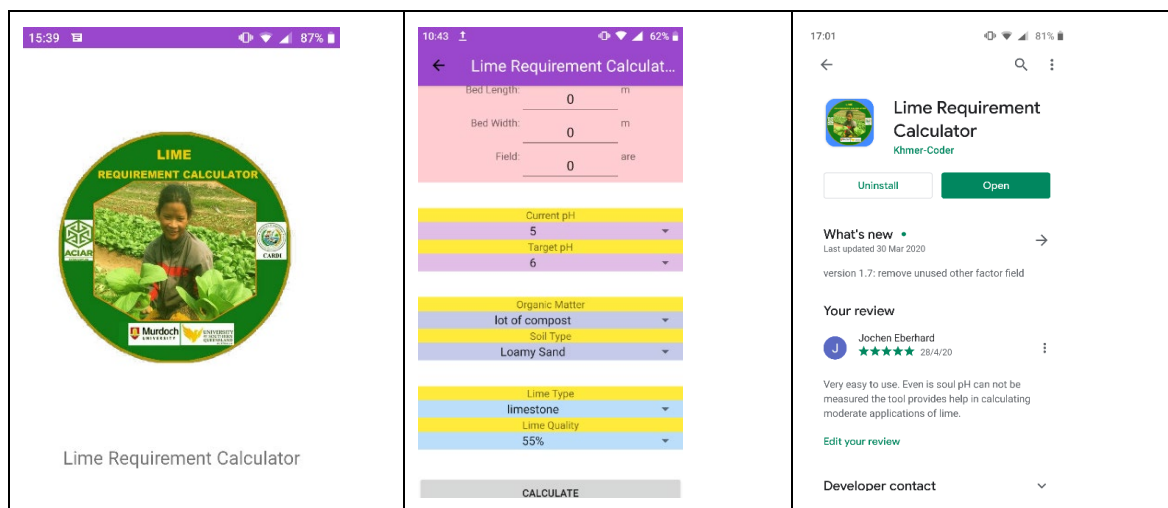 15:39
87%
LIME
REQUIREMENT CALCULATOR
ACIAR
CARDI
Murdoch
UNIVERSITY
UNIVERSITY
OF SOUTHERN
QUEENSLAND
Lime Requirement Calculator
10:43
62%
Lime Requirement Calculat...
Bed Length: 0 m
Bed Width: 0 m
Field: 0 are
Current pH
5
Target pH
6
Organic Matter
lot of compost
Soil Type
Loamy Sand
Lime Type
limestone
Lime Quality
55%
CALCULATE
17:01
81%
Lime Requirement
Calculator
Khmer-Coder
Uninstall
Open
What's new
Last updated 30 Mar 2020
version 1.7: remove unused other factor field
Your review
J
Jochen Eberhard
28/4/20
Very easy to use. Even is soul pH can not be
measured the tool provides help in calculating
moderate applications of lime.
Edit your review
Developer contact